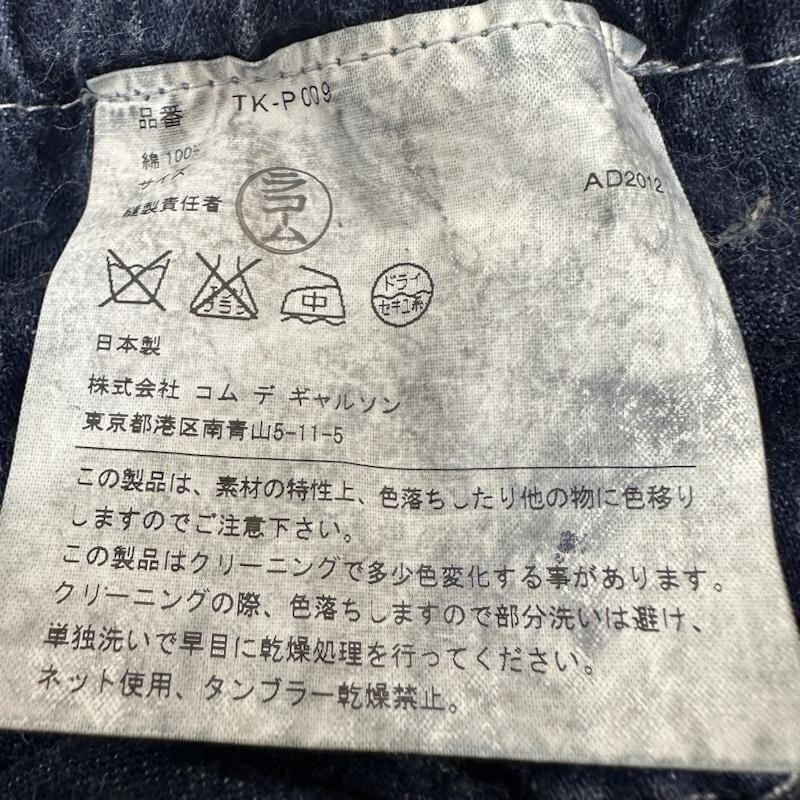 品番 TK-P009
綿100%
サイズ
AD2012
縫製責任者 ラコーム
中
ドライ
セキユ系
日本製
株式会社 コム デ ギャルソン
東京都港区南青山5-11-5
この製品は、素材の特性上、色落ちしたり他の物に色移り
しますのでご注意下さい。
この製品はクリーニングで多少色変化する事があります。
クリーニングの際、色落ちしますので部分洗いは避け、
単独洗いで早目に乾燥処理を行ってください。
ネット使用、タンブラー乾燥禁止。